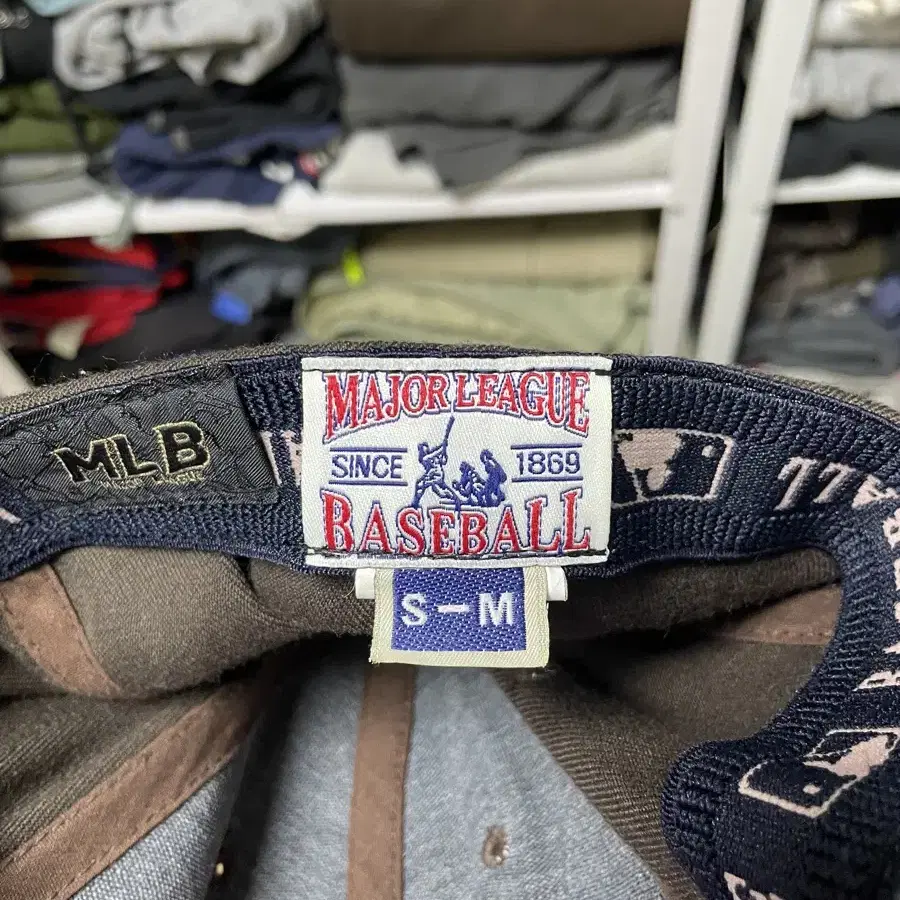 MLB
MAJOR LEAGUE
SINCE 1869
BASEBALL
S-M